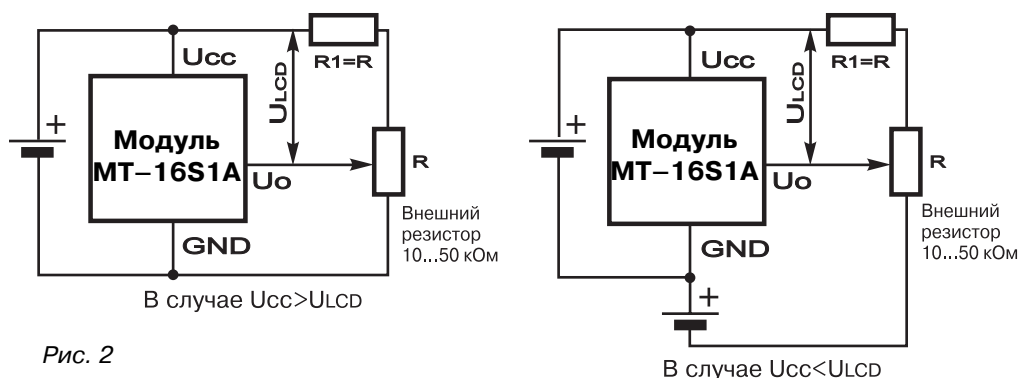 Ucc
ULCD
R1=R
+
Модуль
МТ–16S1A
Uo
R
Внешний
резистор
10...50 кОм
GND
В случае Ucc>ULCD
Рис. 2
Ucc
ULCD
R1=R
+
Модуль
МТ–16S1A
Uo
R
Внешний
резистор
10...50 кОм
GND
+
В случае Ucc<ULCD